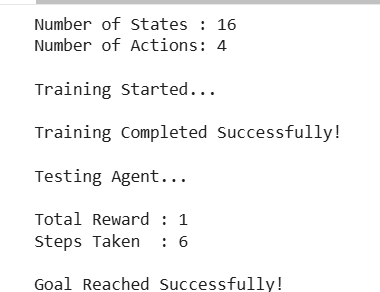 Number of States : 16
Number of Actions: 4
Training Started...
Training Completed Successfully!
Testing Agent...
Total Reward : 1
Steps Taken  : 6
Goal Reached Successfully!